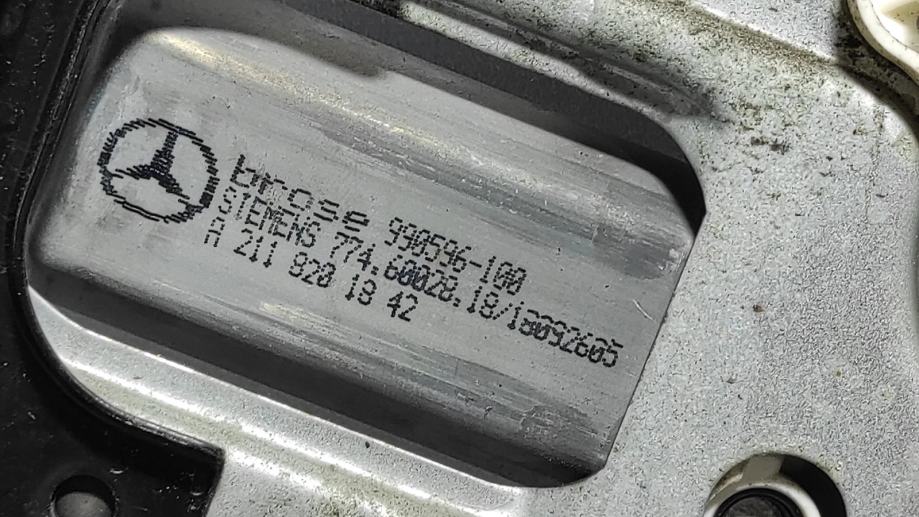 brose 990596-100
SIEMENS 774.60028.18/18092605
A 211 820 18 42